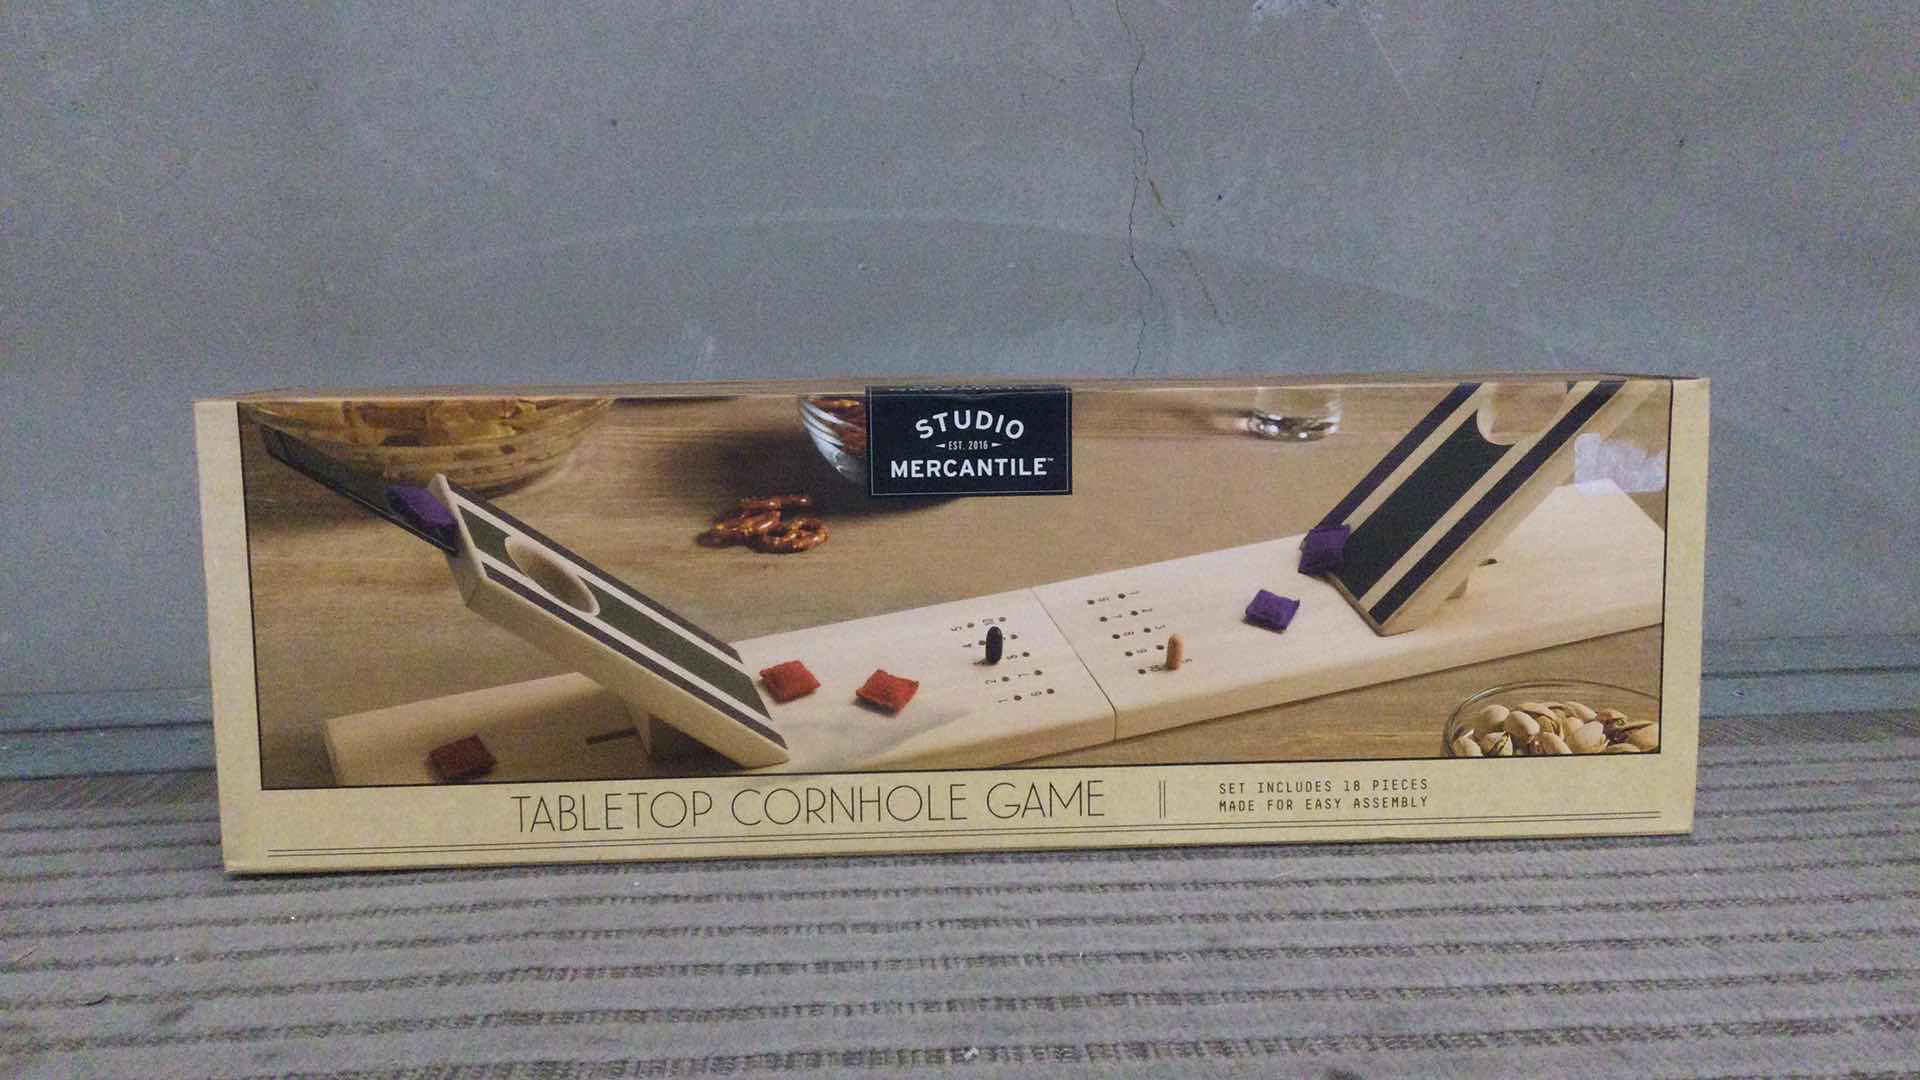 STUDIO
EST. 2016
MERCANTILE™
TABLETOP CORNHOLE GAME
SET INCLUDES 18 PIECES
MADE FOR EASY ASSEMBLY